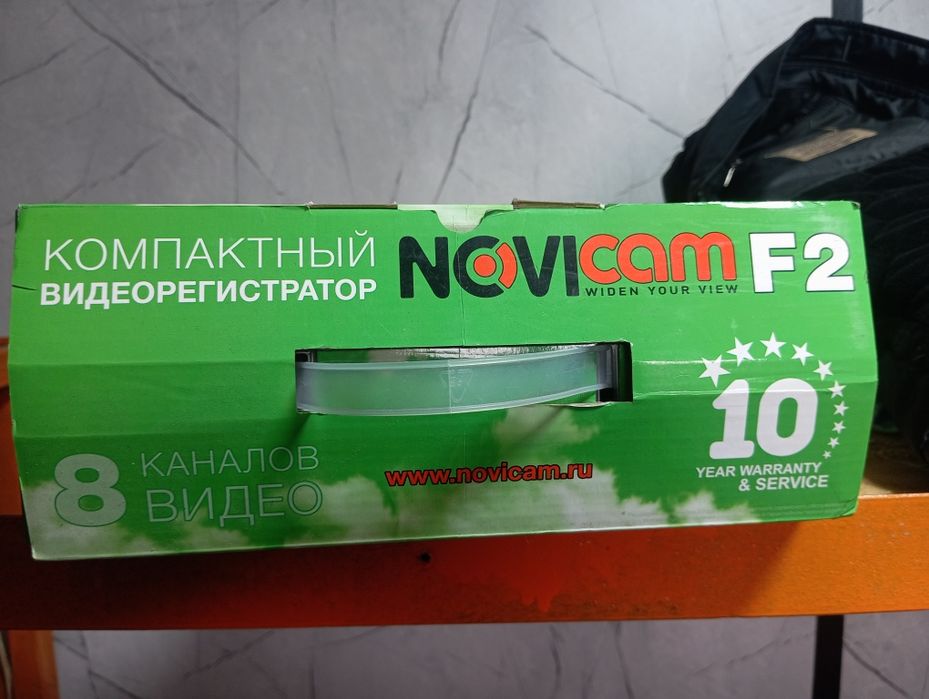 КОМПАКТНЫЙ
ВИДЕОРЕГИСТРАТОР
NOVIcam F2
WIDEN YOUR VIEW
10
YEAR WARRANTY
& SERVICE
www.novicam.ru
8 КАНАЛОВ
ВИДЕО